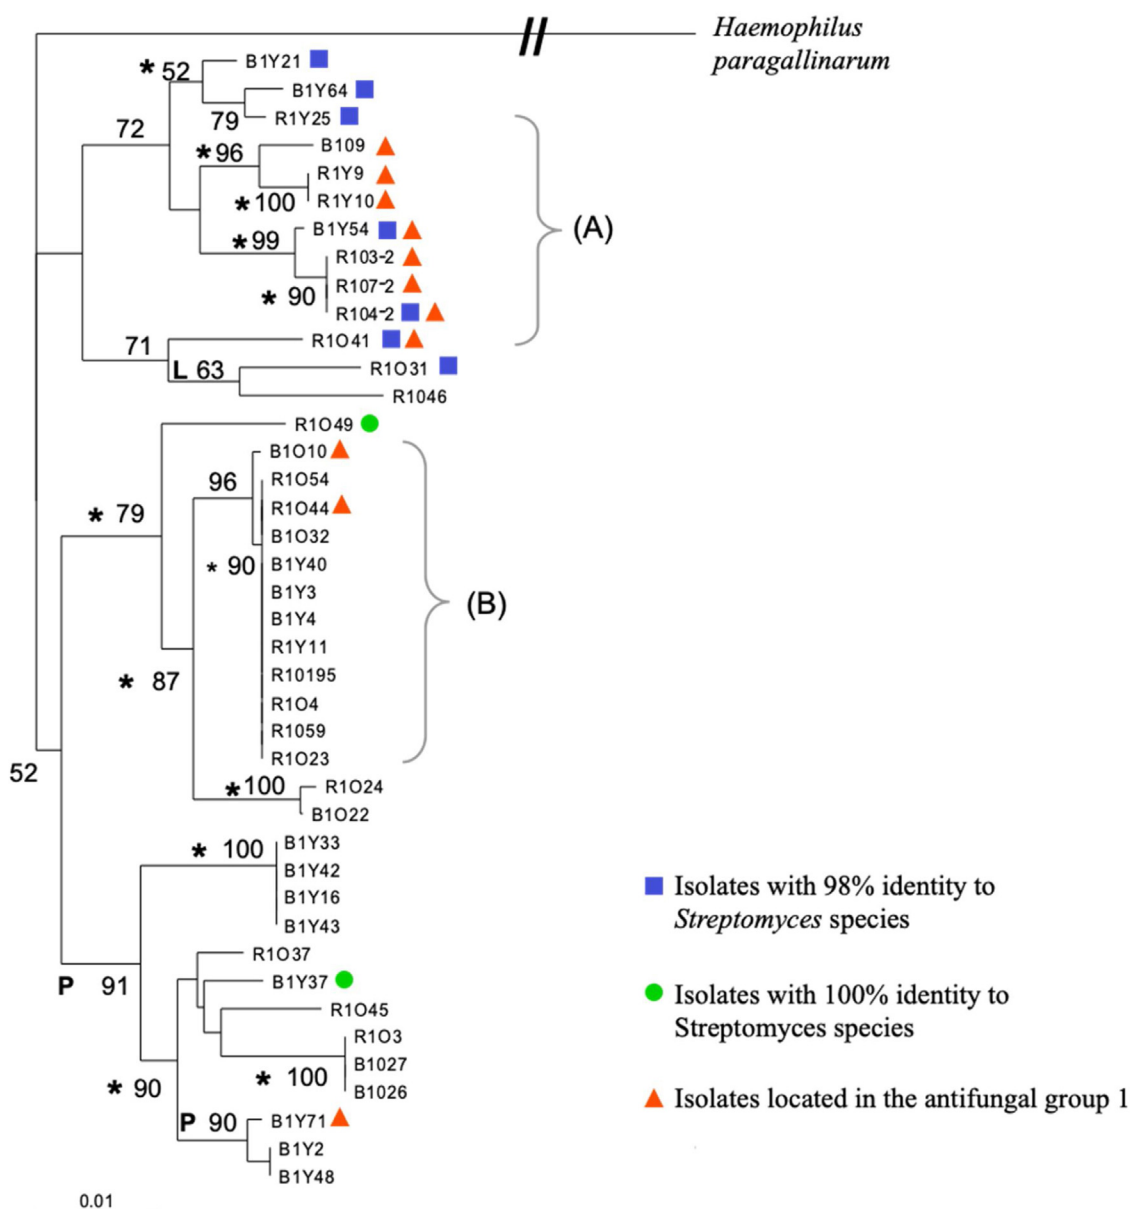 Haemophilus
paragallinarum
B1Y21
* 52
B1Y64
79 R1Y25
72
B109
* 96
R1Y9
* 100 R1Y10
B1Y54
(A)
* 99
R103-2
R107-2
* 90
R104-2
R1O41
71
L 63 R1O31
R1046
R1O49
B1O10
96 R1O54
R1O44
* 79
B1O32
* 90 B1Y40
B1Y3
(B)
B1Y4
R1Y11
R10195
* 87
R1O4
R1059
R1O23
52
* 100 R1O24
B1O22
B1Y33
* 100
B1Y42
B1Y16
B1Y43
R1O37
P 91 B1Y37
R1O45
R1O3
B1027
* 100
* 90 B1026
P 90 B1Y71
B1Y2
B1Y48
0.01
Isolates with 98% identity to
Streptomyces species
Isolates with 100% identity to
Streptomyces species
Isolates located in the antifungal group 1